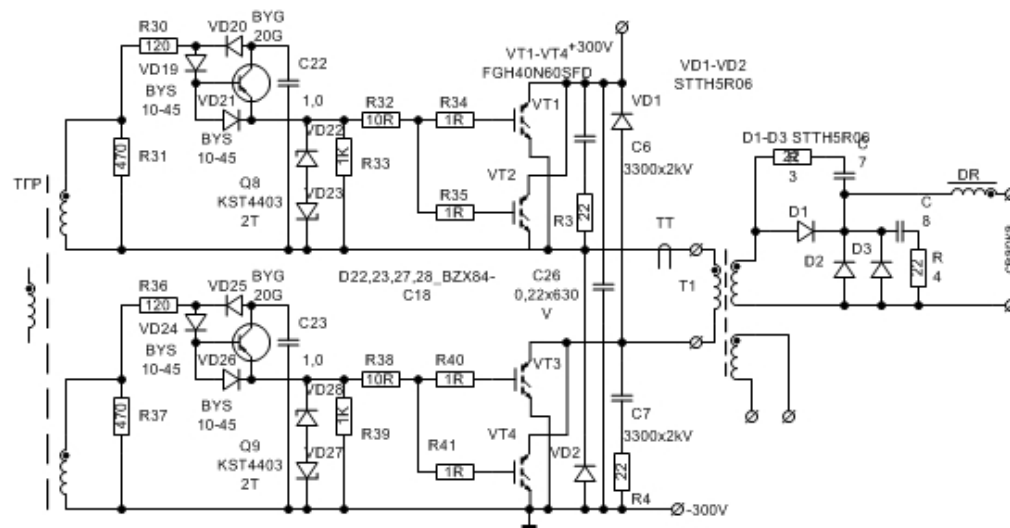 R30
120
VD20
BYG
20G
VD19
BYS
10-45
VD21
BYS
10-45
C22
1,0
470
R31
ТГР
Q8
KST4403
2T
VD22
VD23
1K
R33
R32
10R
R34
1R
R35
1R
VT1-VT4
FGH40N60SFD
+300V
VT1
VT2
R3
22
VD1
C6
3300x2kV
VD1-VD2
STTH5R06
D1-D3 STTH5R06
22
3
C
7
DR
D1
D2
D3
C
8
22
R
4
сварка
TT
T1
R36
120
VD25
BYG
20G
VD24
BYS
10-45
VD26
BYS
10-45
C23
1,0
470
R37
D22,23,27,28_BZX84-
C18
C26
0,22x630
V
Q9
KST4403
2T
VD28
VD27
1K
R39
R38
10R
R40
1R
R41
1R
VT3
VT4
VD2
C7
3300x2kV
22
R4
-300V